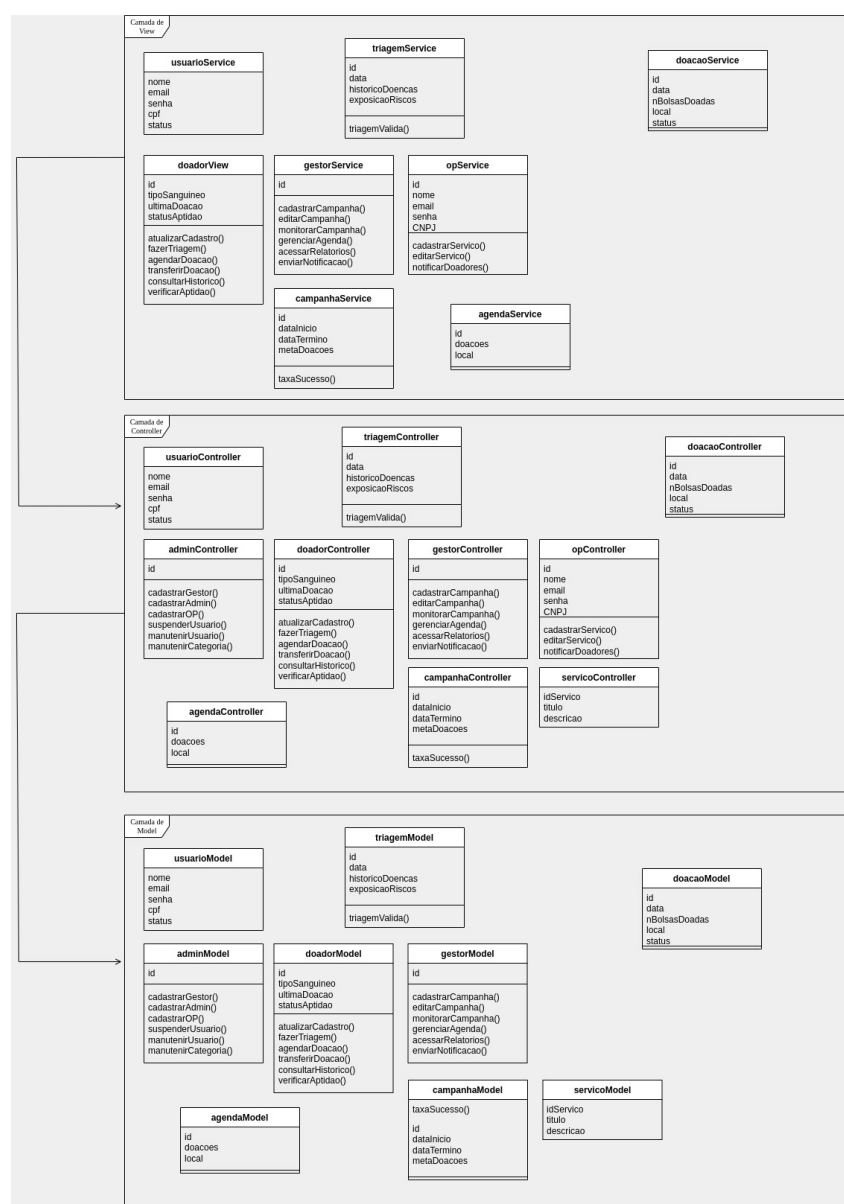 Camada de
View
usuarioService
nome
email
senha
cpf
status
triagemService
id
data
historicoDoencas
exposicaoRiscos
triagemValida()
doacaoService
id
data
nBolsasDoadas
local
status
doadorView
id
tipoSanguineo
ultimaDoacao
statusAptidao
atualizarCadastro()
fazerTriagem()
agendarDoacao()
transferirDoacao()
consultarHistorico()
verificarAptidao()
gestorService
id
cadastrarCampanha()
editarCampanha()
monitorarCampanha()
gerenciarAgenda()
acessarRelatorios()
enviarNotificacao()
opService
id
nome
email
senha
CNPJ
cadastrarServico()
editarServico()
notificarDoadores()
campanhaService
id
dataInicio
dataTermino
metaDoacoes
taxaSucesso()
agendaService
id
doacoes
local
Camada de
Controller
usuarioController
nome
email
senha
cpf
status
triagemController
id
data
historicoDoencas
exposicaoRiscos
triagemValida()
doacaoController
id
data
nBolsasDoadas
local
status
adminController
id
cadastrarGestor()
cadastrarAdmin()
cadastrarOP()
suspenderUsuario()
manutenirUsuario()
manutenirCategoria()
doadorController
id
tipoSanguineo
ultimaDoacao
statusAptidao
atualizarCadastro()
fazerTriagem()
agendarDoacao()
transferirDoacao()
consultarHistorico()
verificarAptidao()
gestorController
id
cadastrarCampanha()
editarCampanha()
monitorarCampanha()
gerenciarAgenda()
acessarRelatorios()
enviarNotificacao()
opController
id
nome
email
senha
CNPJ
cadastrarServico()
editarServico()
notificarDoadores()
agendaController
id
doacoes
local
campanhaController
id
dataInicio
dataTermino
metaDoacoes
taxaSucesso()
servicoController
idServico
titulo
descricao
Camada de
Model
usuarioModel
nome
email
senha
cpf
status
triagemModel
id
data
historicoDoencas
exposicaoRiscos
triagemValida()
doacaoModel
id
data
nBolsasDoadas
local
status
adminModel
id
cadastrarGestor()
cadastrarAdmin()
cadastrarOP()
suspenderUsuario()
manutenirUsuario()
manutenirCategoria()
doadorModel
id
tipoSanguineo
ultimaDoacao
statusAptidao
atualizarCadastro()
fazerTriagem()
agendarDoacao()
transferirDoacao()
consultarHistorico()
verificarAptidao()
gestorModel
id
cadastrarCampanha()
editarCampanha()
monitorarCampanha()
gerenciarAgenda()
acessarRelatorios()
enviarNotificacao()
agendaModel
id
doacoes
local
campanhaModel
taxaSucesso()
id
dataInicio
dataTermino
metaDoacoes
servicoModel
idServico
titulo
descricao